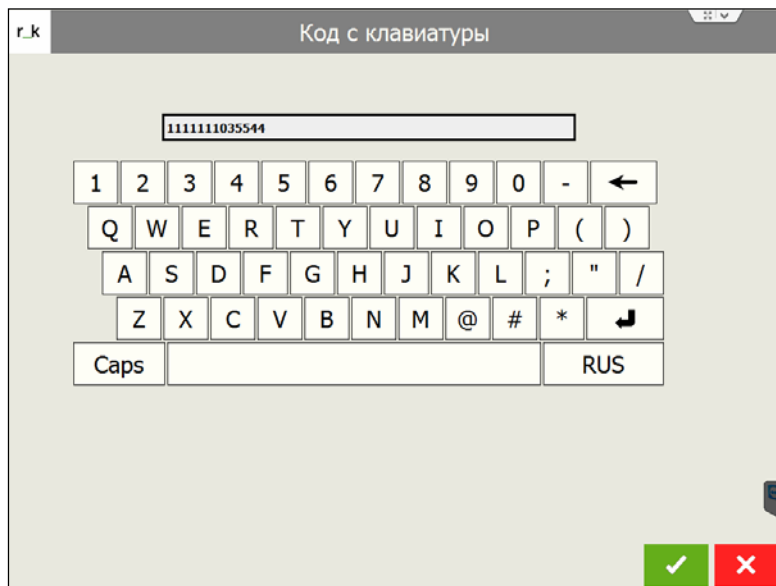 r_k
Код с клавиатуры
1111111035544
1 2 3 4 5 6 7 8 9 0 -
Q W E R T Y U I O P ( )
A S D F G H J K L ; " /
Z X C V B N M @ # *
Caps RUS